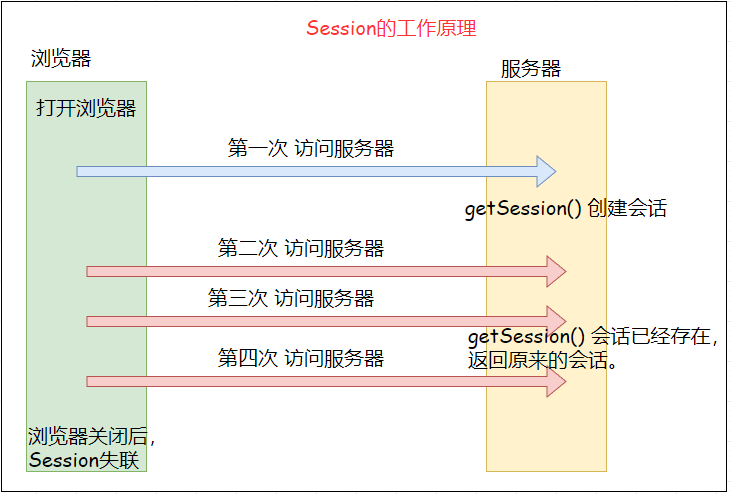 Session的工作原理
浏览器
服务器
打开浏览器
第一次 访问服务器
getSession() 创建会话
第二次 访问服务器
第三次 访问服务器
getSession() 会话已经存在，
返回原来的会话。
第四次 访问服务器
浏览器关闭后，
Session失联